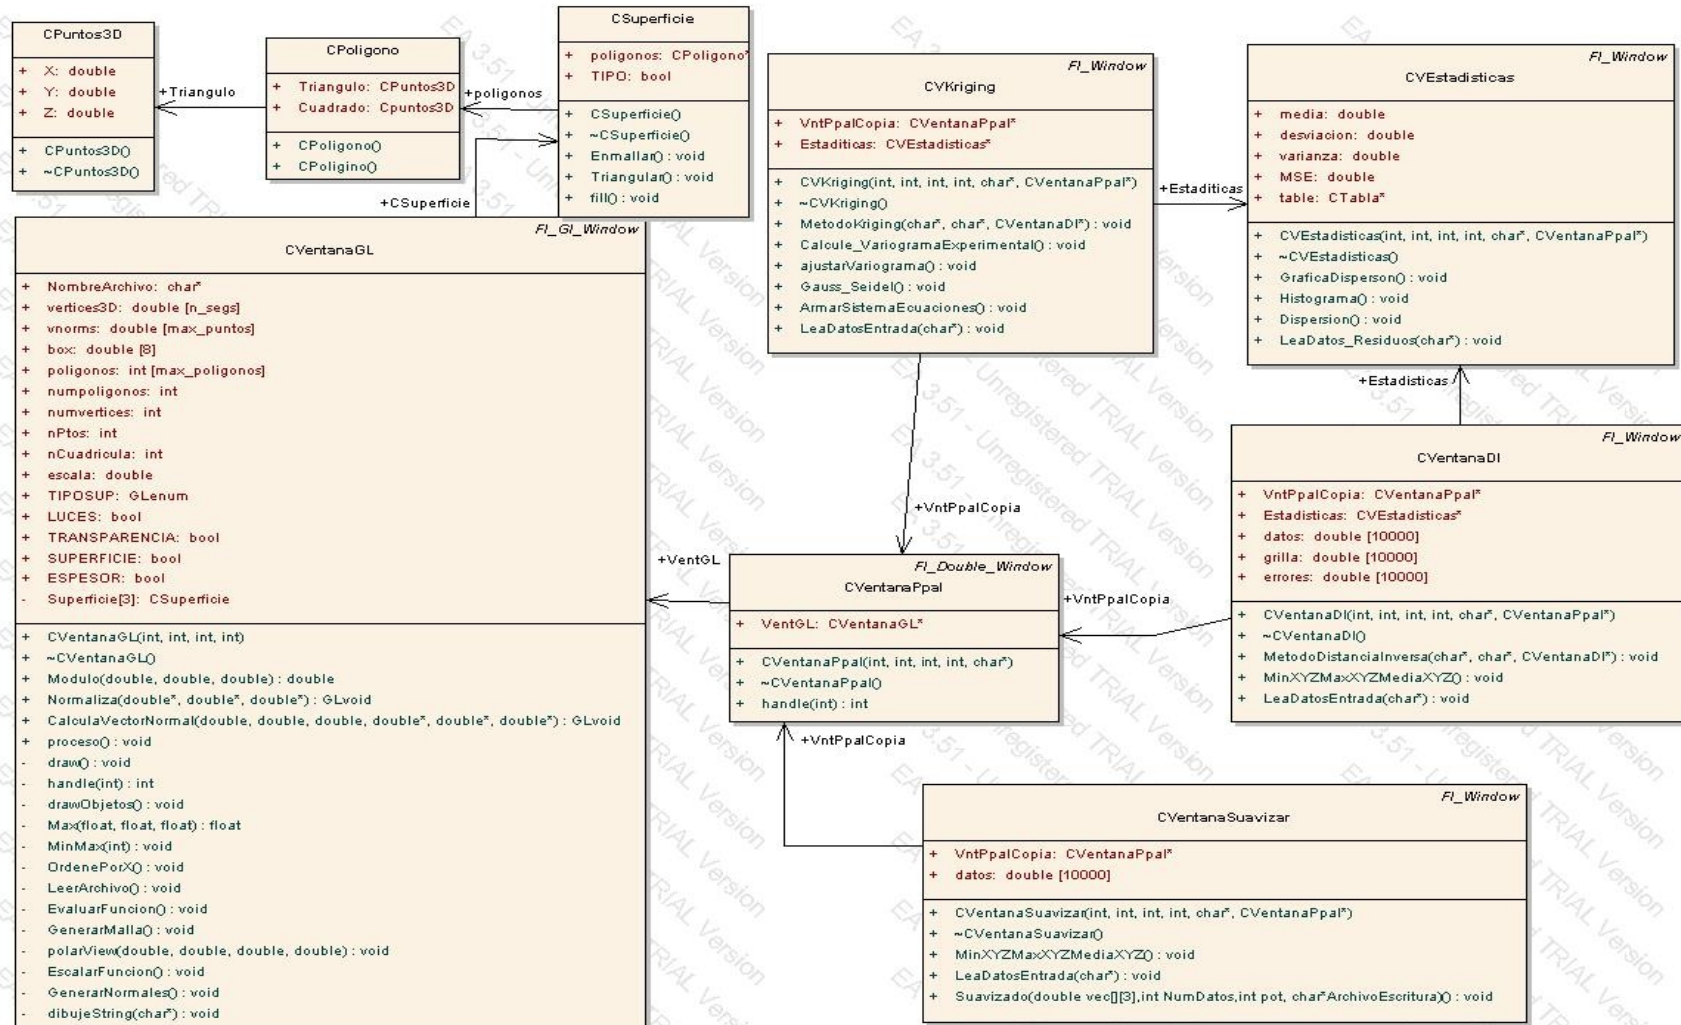 CPuntos3D
+ X: double
+ Y: double
+ Z: double
+ CPuntos3D()
+ ~CPuntos3D()
+Triangulo
CPoligono
+ Triangulo: CPuntos3D
+ Cuadrado: Cpuntos3D
+ CPoligono()
+ CPoligino()
+poligonos
CSuperficie
+ poligonos: CPoligono*
+ TIPO: bool
+ CSuperficie()
+ ~CSuperficie()
+ Enmallar() : void
+ Triangular() : void
+ fill() : void
+CSuperficie
Fl_Gl_Window
CVentanaGL
+ NombreArchivo: char*
+ vertices3D: double [n_segs]
+ vnorms: double [max_puntos]
+ box: double [8]
+ poligonos: int [max_poligonos]
+ numpoligonos: int
+ numvertices: int
+ nPtos: int
+ nCuadricula: int
+ escala: double
+ TIPOSUP: GLenum
+ LUCES: bool
+ TRANSPARENCIA: bool
+ SUPERFICIE: bool
+ ESPESOR: bool
- Superficie[3]: CSuperficie
+ CVentanaGL(int, int, int, int)
+ ~CVentanaGL()
+ Modulo(double, double, double) : double
+ Normaliza(double*, double*, double*) : GLvoid
+ CalculaVectorNormal(double, double, double, double*, double*, double*) : GLvoid
+ proceso() : void
- draw() : void
- handle(int) : int
- drawObjetos() : void
- Max(float, float, float) : float
- MinMax(int) : void
- OrdenePorX() : void
- LeerArchivo() : void
- EvaluarFuncion() : void
- GenerarMalla() : void
- polarView(double, double, double, double) : void
- EscalarFuncion() : void
- GenerarNormales() : void
- dibujeString(char*) : void
Fl_Window
CVKriging
+ VntPpalCopia: CVentanaPpal*
+ Estaditicas: CVEstadisticas*
+ CVKriging(int, int, int, int, char*, CVentanaPpal*)
+ ~CVKriging()
+ MetodoKriging(char*, char*, CVentanaDI*) : void
+ Calcule_VariogramaExperimental() : void
+ ajustarVariograma() : void
+ Gauss_Seidel() : void
+ ArmarSistemaEcuaciones() : void
+ LeaDatosEntrada(char*) : void
+Estaditicas
Fl_Window
CVEstadisticas
+ media: double
+ desviacion: double
+ varianza: double
+ MSE: double
+ table: CTabla*
+ CVEstadisticas(int, int, int, int, char*, CVentanaPpal*)
+ ~CVEstadisticas()
+ GraficaDisperson() : void
+ Histograma() : void
+ Dispersion() : void
+ LeaDatos_Residuos(char*) : void
+Estadisticas
Fl_Window
CVentanaDI
+ VntPpalCopia: CVentanaPpal*
+ Estadisticas: CVEstadisticas*
+ datos: double [10000]
+ grilla: double [10000]
+ errores: double [10000]
+ CVentanaDI(int, int, int, int, char*, CVentanaPpal*)
+ ~CVentanaDI()
+ MetodoDistanciaInversa(char*, char*, CVentanaDI*) : void
+ MinXYZMaxXYZMediaXYZ() : void
+ LeaDatosEntrada(char*) : void
+VntPpalCopia
+VentGL
Fl_Double_Window
CVentanaPpal
+ VentGL: CVentanaGL*
+ CVentanaPpal(int, int, int, int, char*)
+ ~CVentanaPpal()
+ handle(int) : int
+VntPpalCopia
+VntPpalCopia
Fl_Window
CVentanaSuavizar
+ VntPpalCopia: CVentanaPpal*
+ datos: double [10000]
+ CVentanaSuavizar(int, int, int, int, char*, CVentanaPpal*)
+ ~CVentanaSuavizar()
+ MinXYZMaxXYZMediaXYZ() : void
+ LeaDatosEntrada(char*) : void
+ Suavizado(double vec[][3],int NumDatos,int pot, char*ArchivoEscritura)() : void
EA 3.51 - Unregistered TRIAL Version